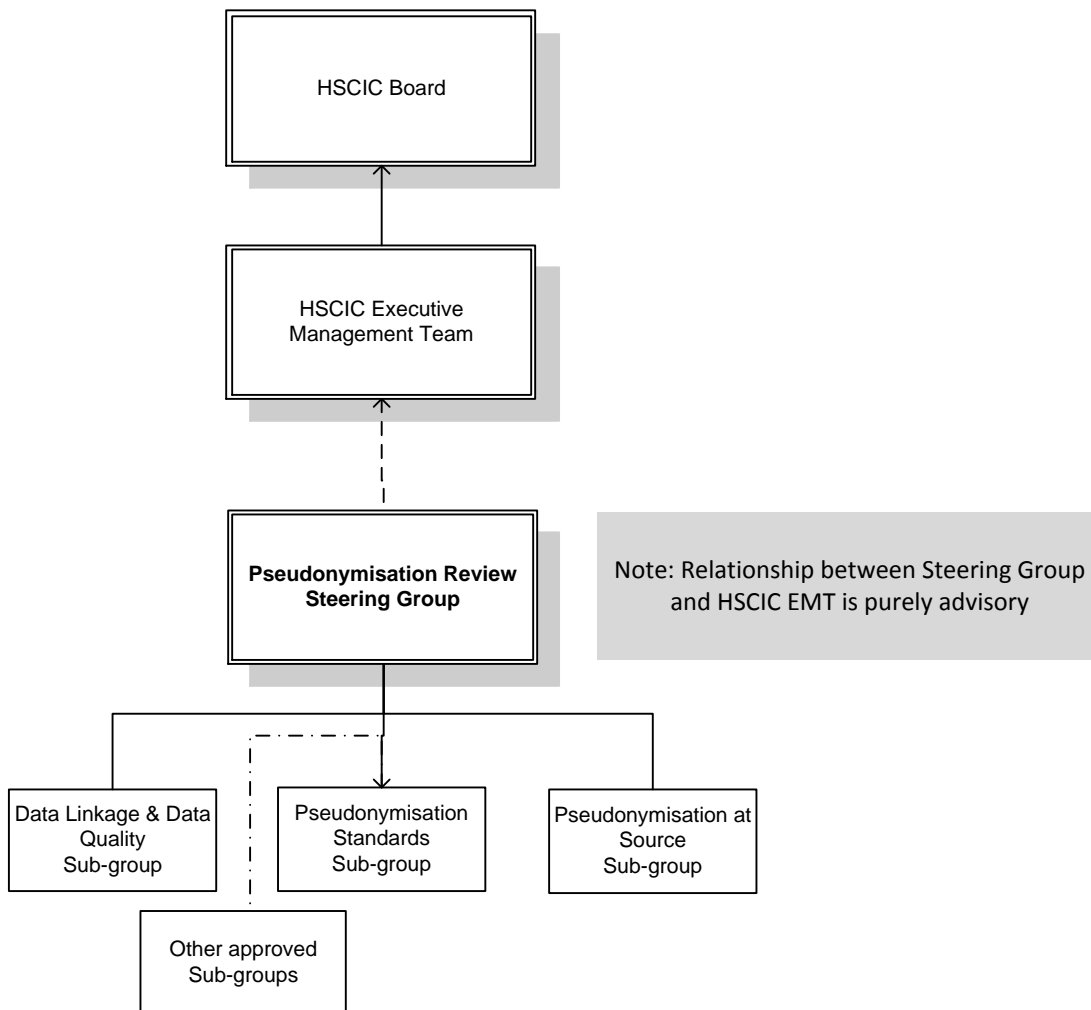 HSCIC Board
HSCIC Executive
Management Team
Pseudonymisation Review
Steering Group
Note: Relationship between Steering Group
and HSCIC EMT is purely advisory
Data Linkage & Data
Quality
Sub-group
Pseudonymisation
Standards
Sub-group
Pseudonymisation at
Source
Sub-group
Other approved
Sub-groups